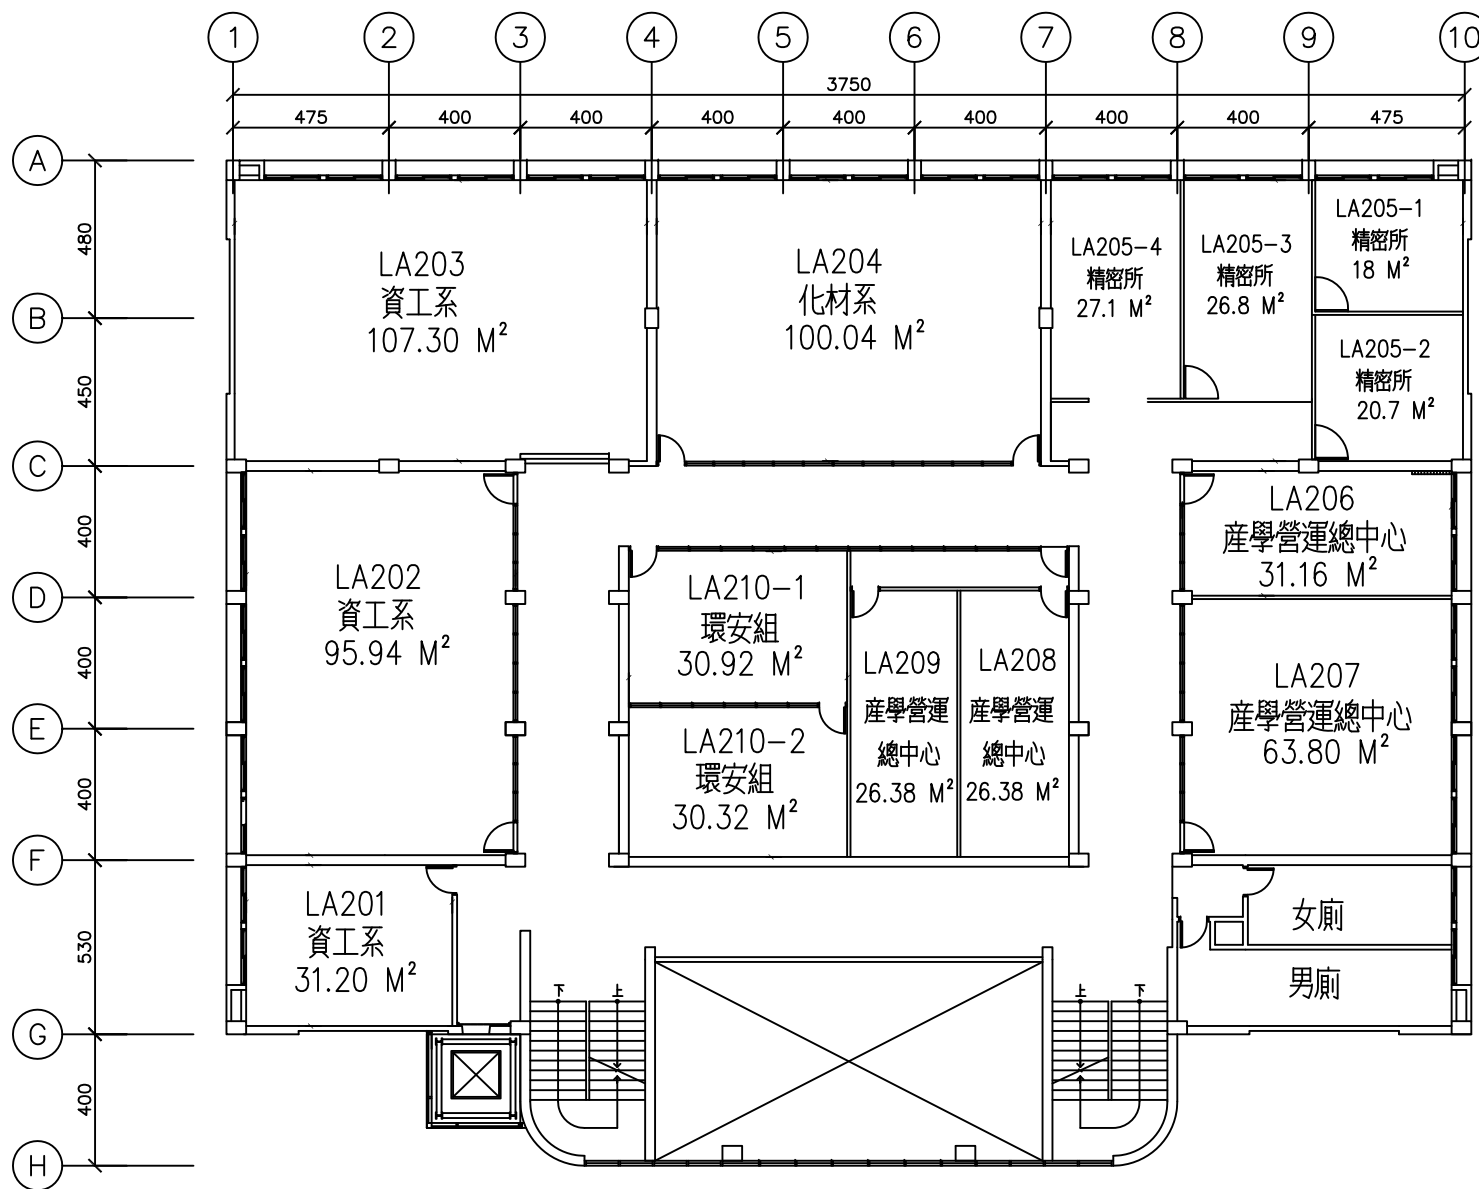 1 2 3 4 5 6 7 8 9 10
3750
475 400 400 400 400 400 400 400 475
A
480
B
450
C
400
D
400
E
400
F
530
G
400
H
LA203
資工系
107.30 M²
LA204
化材系
100.04 M²
LA205-4
精密所
27.1 M²
LA205-3
精密所
26.8 M²
LA205-1
精密所
18 M²
LA205-2
精密所
20.7 M²
LA202
資工系
95.94 M²
LA210-1
環安組
30.92 M²
LA210-2
環安組
30.32 M²
LA209
產學營運
總中心
26.38 M²
LA208
產學營運
總中心
26.38 M²
LA206
產學營運總中心
31.16 M²
LA207
產學營運總中心
63.80 M²
LA201
資工系
31.20 M²
女廁
男廁
下 上
上 下